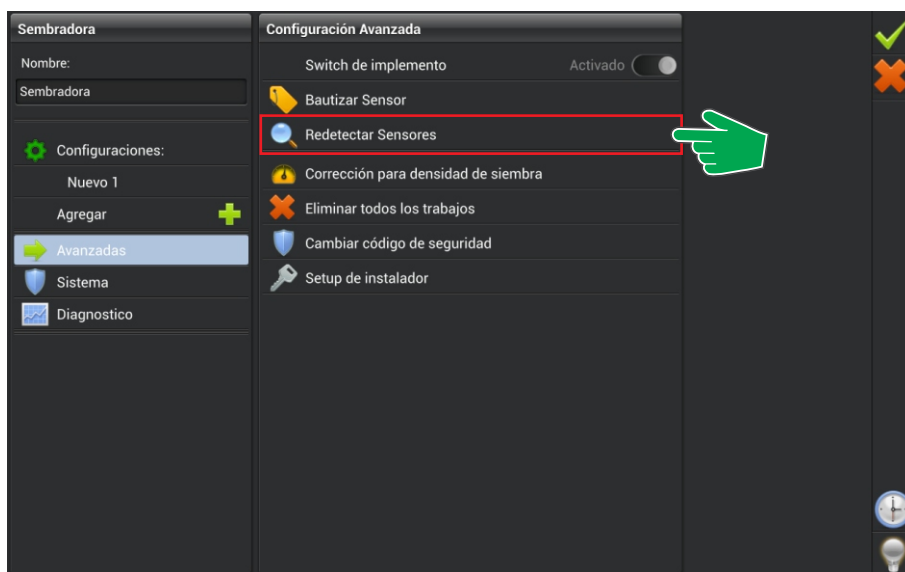 Sembradora
Nombre:
Sembradora
Configuraciones:
Nuevo 1
Agregar
Avanzadas
Sistema
Diagnostico
Configuración Avanzada
Switch de implemento Activado
Bautizar Sensor
Redetectar Sensores
Corrección para densidad de siembra
Eliminar todos los trabajos
Cambiar código de seguridad
Setup de instalador